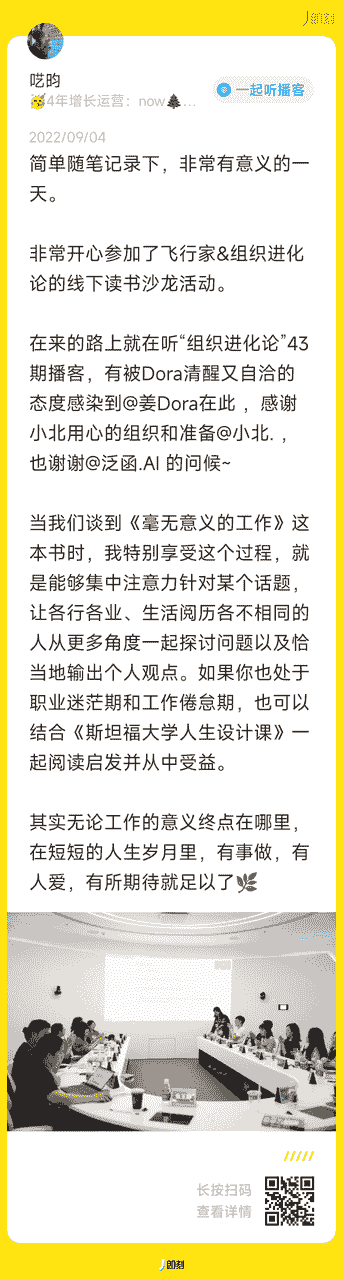 即刻
呓昀
4年增长运营：now🎄...
一起听播客
2022/09/04
简单随笔记录下，非常有意义的一
天。
非常开心参加了飞行家&组织进化
论的线下读书沙龙活动。
在来的路上就在听“组织进化论”43
期播客，有被Dora清醒又自洽的
态度感染到@姜Dora在此 ，感谢
小北用心的组织和准备@小北. ，
也谢谢@泛函.AI 的问候~
当我们谈到《毫无意义的工作》这
本书时，我特别享受这个过程，就
是能够集中注意力针对某个话题，
让各行各业、生活阅历各不相同的
人从更多角度一起探讨问题以及恰
当地输出个人观点。如果你也处于
职业迷茫期和工作倦怠期，也可以
结合《斯坦福大学人生设计课》一
起阅读启发并从中受益。
其实无论工作的意义终点在哪里，
在短短的人生岁月里，有事做，有
人爱，有所期待就足以了🌿
长按扫码
查看详情
即刻